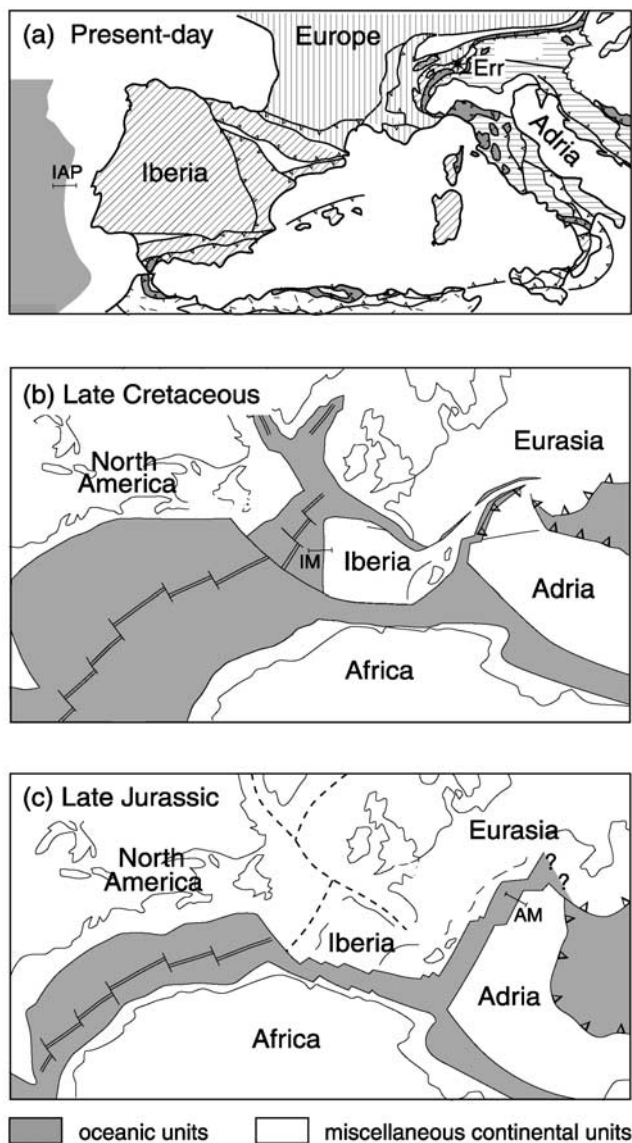 (a) Present-day
Europe
Err
Adria
Iberia
IAP
(b) Late Cretaceous
Eurasia
North
America
IM
Iberia
Adria
Africa
(c) Late Jurassic
Eurasia
?
?
North
America
AM
Iberia
Adria
Africa
oceanic units
miscellaneous continental units